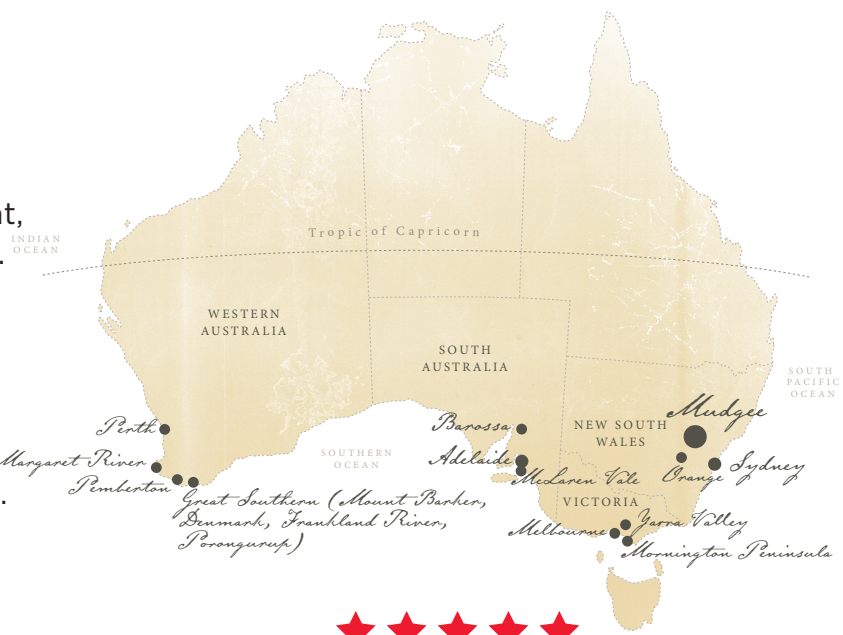 nt,
INDIAN
OCEAN
.
Tropic of Capricorn
WESTERN
AUSTRALIA
SOUTH
AUSTRALIA
SOUTH
PACIFIC
OCEAN
Mudgee
NEW SOUTH
WALES
Perth
Barossa
SOUTHERN
OCEAN
Margaret River
Adelaide
Orange
Sydney
Pemberton
McLaren Vale
Great Southern (Mount Barker,
Denmark, Frankland River,
Porongurup)
.
VICTORIA
Melbourne
Yarra Valley
Mornington Peninsula